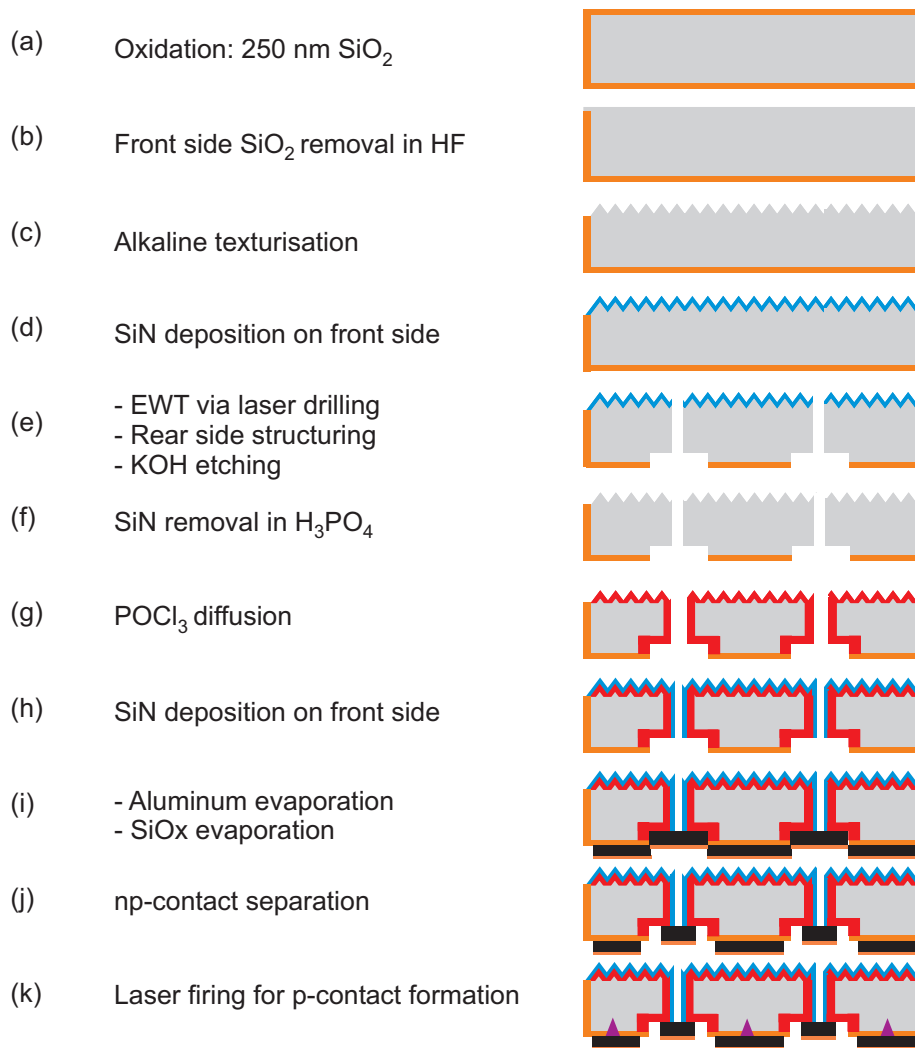 (a) Oxidation: 250 nm SiO₂
(b) Front side SiO₂ removal in HF
(c) Alkaline texturisation
(d) SiN deposition on front side
(e) - EWT via laser drilling
- Rear side structuring
- KOH etching
(f) SiN removal in H₃PO₄
(g) POCl₃ diffusion
(h) SiN deposition on front side
(i) - Aluminum evaporation
- SiOx evaporation
(j) np-contact separation
(k) Laser firing for p-contact formation